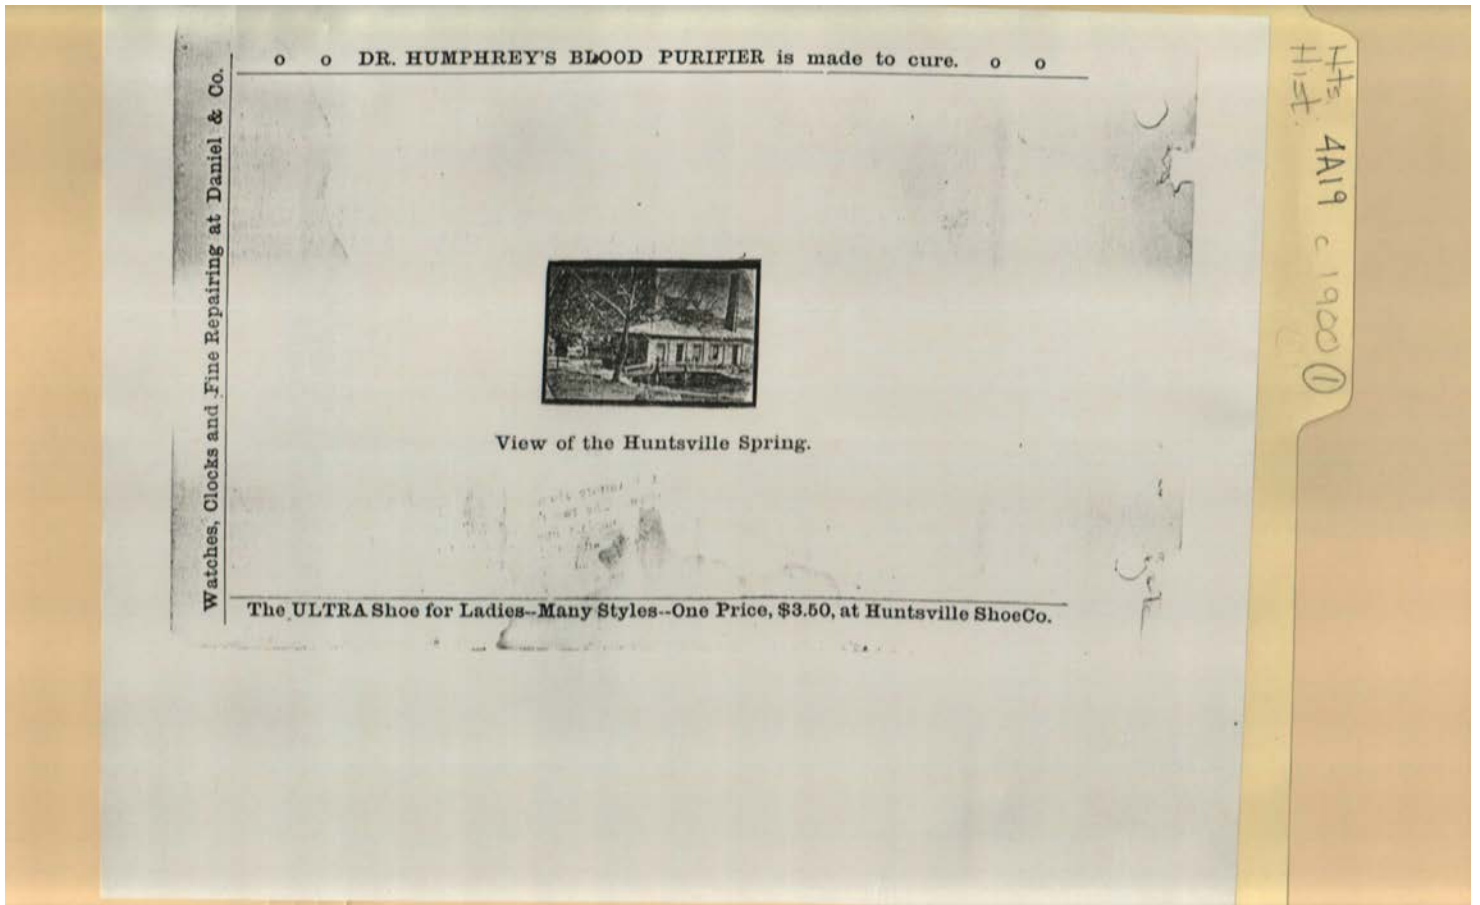 o o DR. HUMPHREY'S BLOOD PURIFIER is made to cure. o o
Watches, Clocks and Fine Repairing at Daniel & Co.
View of the Huntsville Spring.
The ULTRA Shoe for Ladies--Many Styles--One Price, $3.50, at Huntsville ShoeCo.
Hts. 4A19 c 1900 ①
Hist.